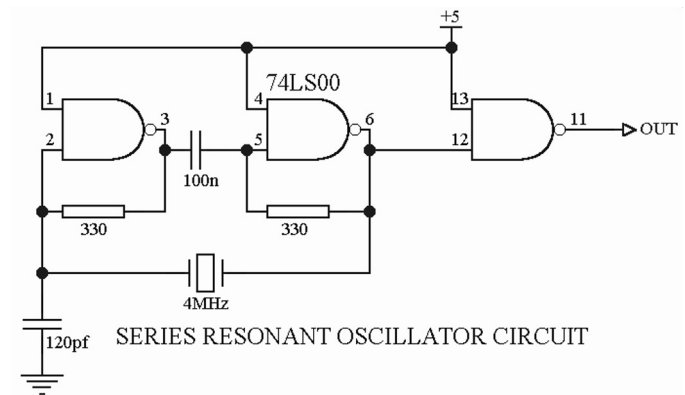 +5
74LS00
1
2
3
4
5
6
13
12
11
OUT
100n
330
330
4MHz
120pf
SERIES RESONANT OSCILLATOR CIRCUIT